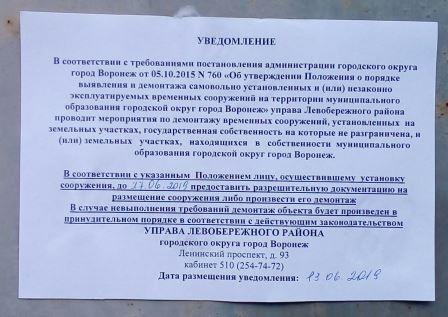 УВЕДОМЛЕНИЕ
В соответствии с требованиями постановления администрации городского округа
город Воронеж от 05.10.2015 N 760 «Об утверждении Положения о порядке
выявления и демонтажа самовольно установленных и (или) незаконно
эксплуатируемых временных сооружений на территории муниципального
образования городской округ город Воронеж» управа Левобережного района
проводит мероприятия по демонтажу временных сооружений, установленных на
земельных участках, государственная собственность на которые не разграничена, и
(или) земельных участках, находящихся в собственности муниципального
образования городской округ город Воронеж.
В соответствии с указанным Положением лицу, осуществившему установку
сооружения, до 17.06.2019 предоставить разрешительную документацию на
размещение сооружения либо произвести его демонтаж
В случае невыполнения требований демонтаж объекта будет произведен в
принудительном порядке в соответствии с действующим законодательством
УПРАВА ЛЕВОБЕРЕЖНОГО РАЙОНА
городского округа город Воронеж
Ленинский проспект, д. 93
кабинет 510 (254-74-72)
Дата размещения уведомления: 13 06 2019